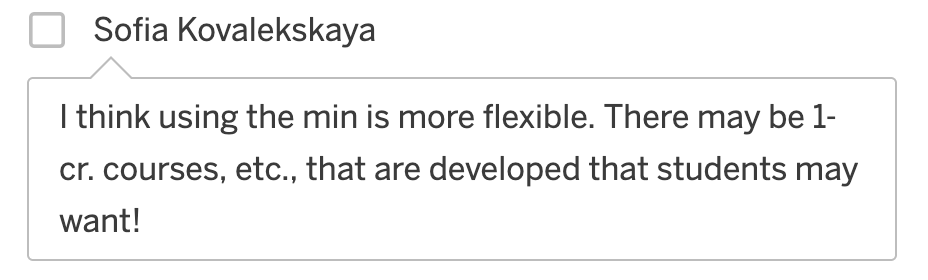 Sofia Kovalekskaya
I think using the min is more flexible. There may be 1-
cr. courses, etc., that are developed that students may
want!